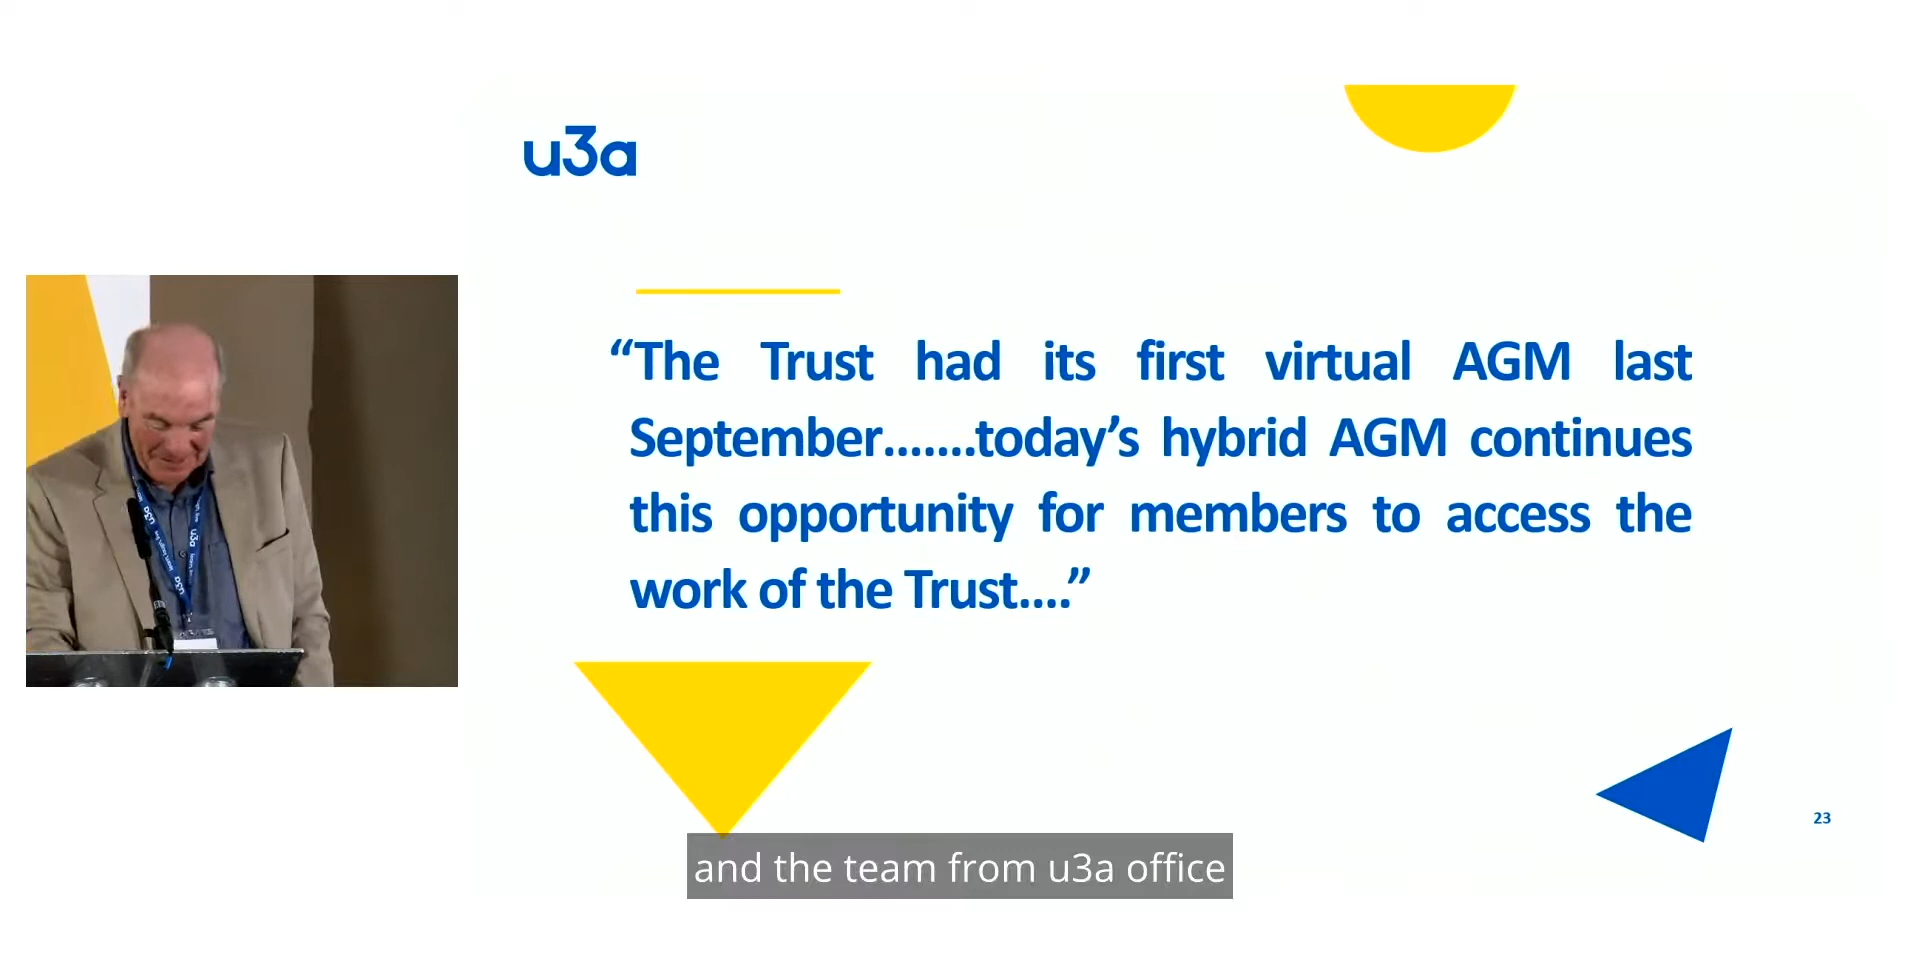 u3a
“The Trust had its first virtual AGM last
September.......today’s hybrid AGM continues
this opportunity for members to access the
work of the Trust....”
23
and the team from u3a office